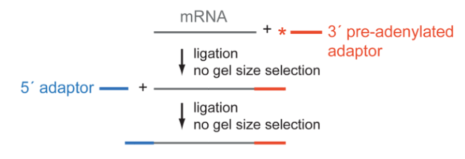 mRNA
+ * 3´ pre-adenylated
adaptor
ligation
no gel size selection
5´ adaptor +
ligation
no gel size selection